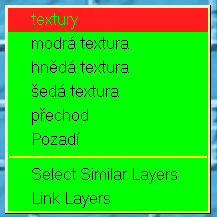 textury
modrá textura
hnědá textura
šedá textura
přechod
Pozadí
Select Similar Layers
Link Layers